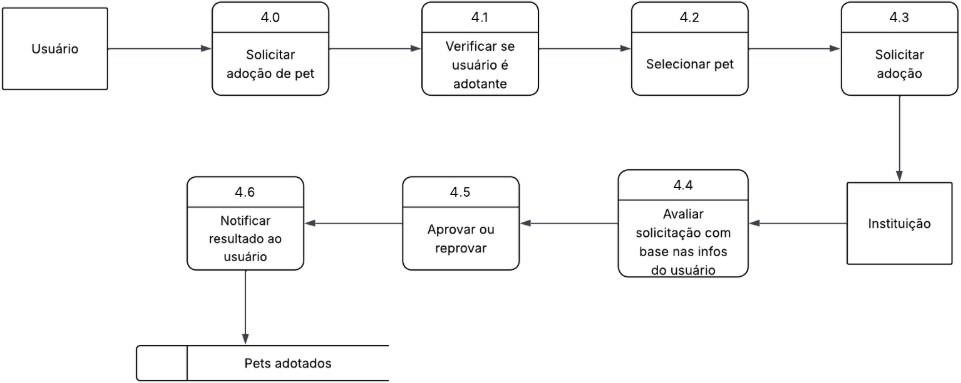 Usuário
4.0
Solicitar
adoção de pet
4.1
Verificar se
usuário é
adotante
4.2
Selecionar pet
4.3
Solicitar
adoção
Instituição
4.4
Avaliar
solicitação com
base nas infos
do usuário
4.5
Aprovar ou
reprovar
4.6
Notificar
resultado ao
usuário
Pets adotados